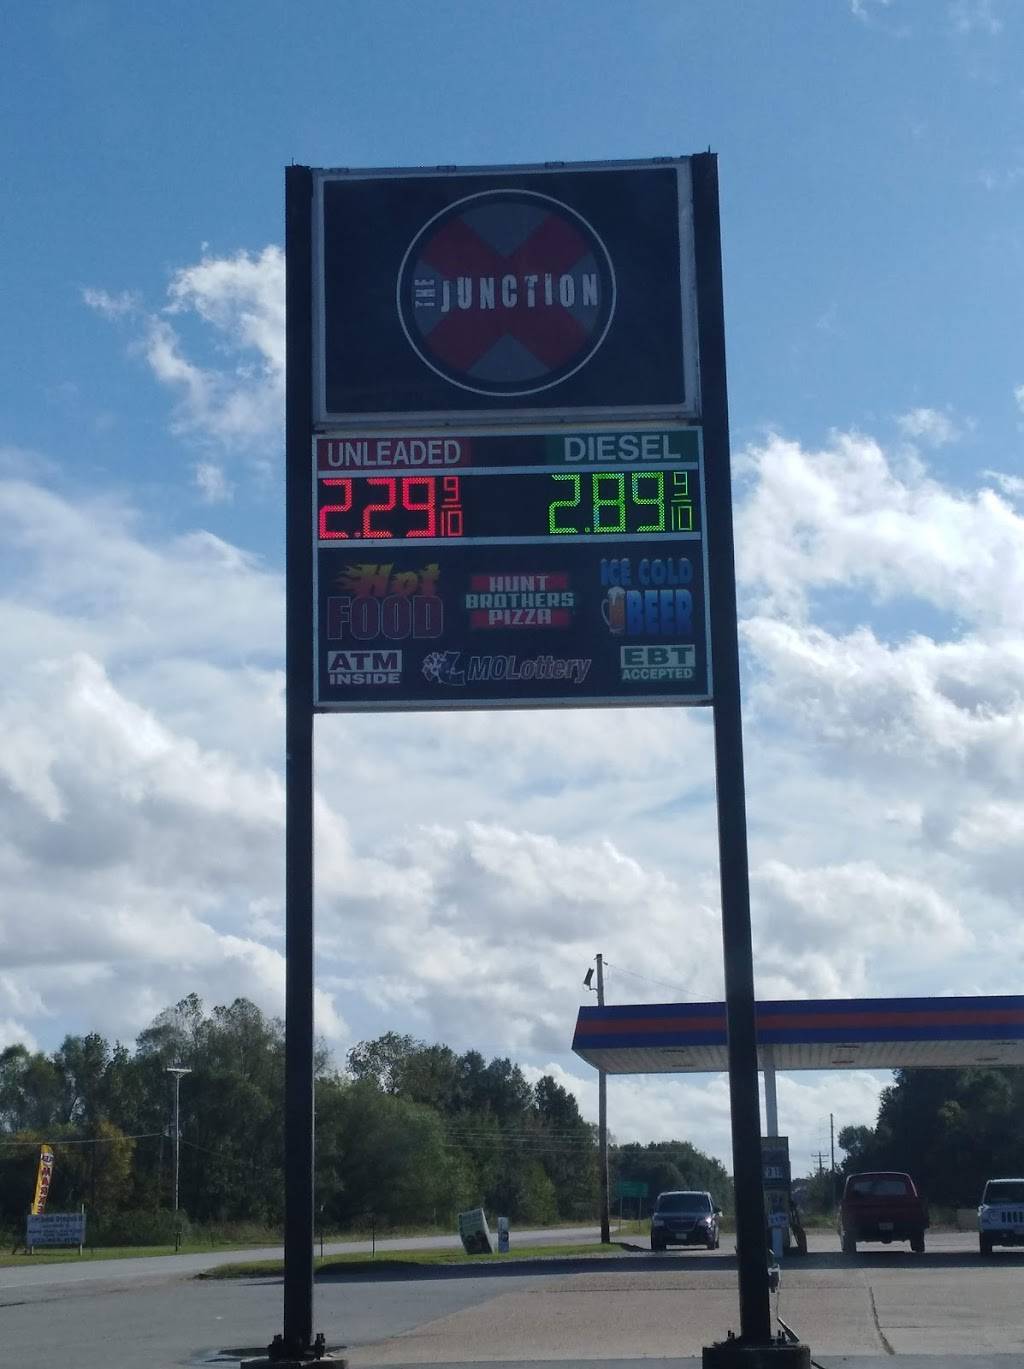 THE JUNCTION
UNLEADED DIESEL
2.29 9/10 2.89 9/10
Hot
FOOD
HUNT
BROTHERS
PIZZA
ICE COLD
BEER
ATM
INSIDE
MOLottery
EBT
ACCEPTED